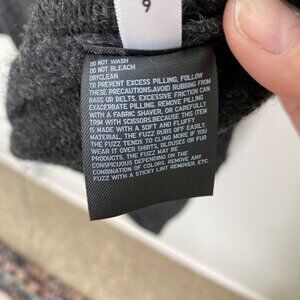 9
DO NOT WASH
DO NOT BLEACH
DRYCLEAN
TO PREVENT EXCESS PILLING, FOLLOW
THESE PRECAUTIONS:AVOID RUBBING FROM
BAGS OR BELTS. EXCESSIVE FRICTION CAN
EXACERBATE PILLING. REMOVE PILLING
WITH A FABRIC SHAVER, OR CAREFULLY
TRIM WITH SCISSORS.BECAUSE THIS ITEM
IS MADE WITH A SOFT AND FLUFFY
MATERIAL, THE FUZZ RUBS OFF EASILY.
THE FUZZ TENDS TO CLING MORE IF YOU
WEAR IT OVER SHIRTS, BLOUSES OR FUR
PRODUCTS. THE FUZZ MAY BE
CONSPICUOUS DEPENDING ON THE
COMBINATION OF COLORS. REMOVE ANY
FUZZ WITH A STICKY LINT REMOVER, ETC.